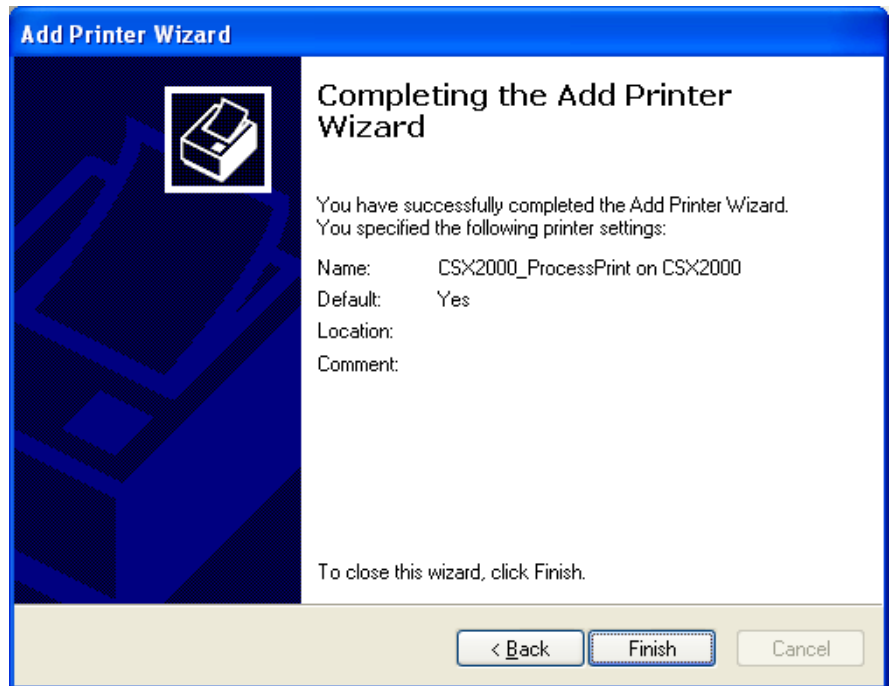 Add Printer Wizard
Completing the Add Printer
Wizard
You have successfully completed the Add Printer Wizard.
You specified the following printer settings:
Name: CSX2000_ProcessPrint on CSX2000
Default: Yes
Location:
Comment:
To close this wizard, click Finish.
< Back Finish Cancel